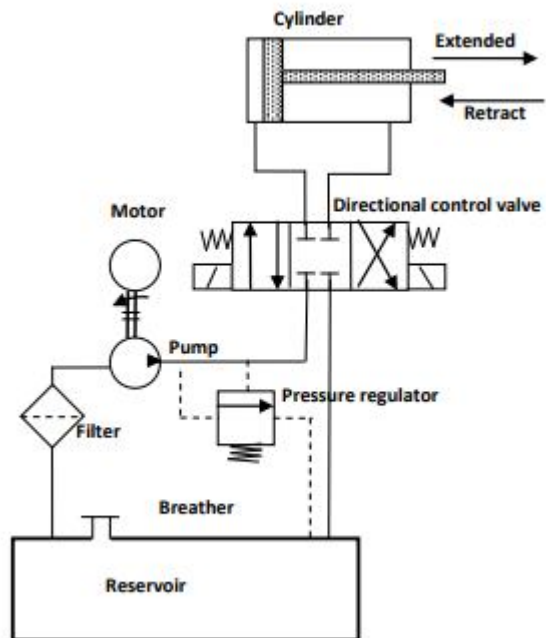 Cylinder
Extended
Retract
Directional control valve
Motor
Pump
Pressure regulator
Filter
Breather
Reservoir